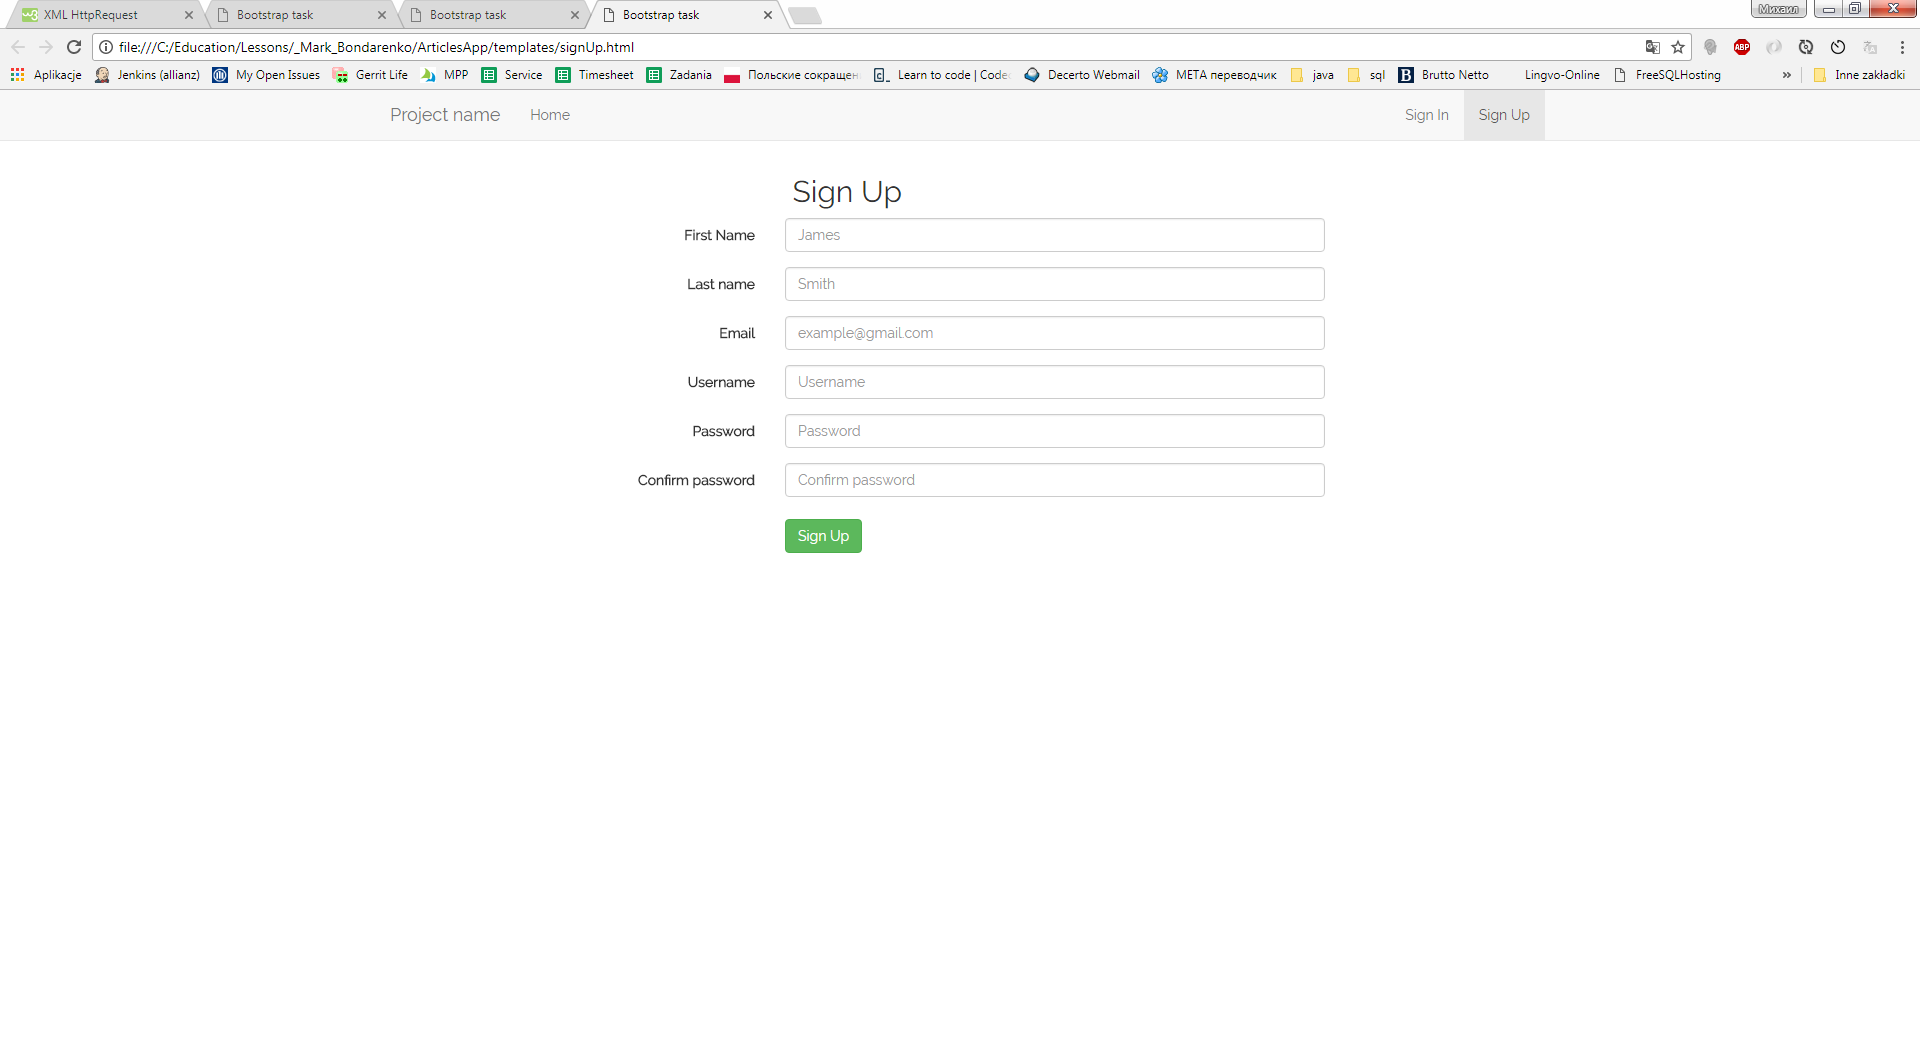 XML HttpRequest
Bootstrap task
Bootstrap task
Bootstrap task
Михаил
file:///C:/Education/Lessons/_Mark_Bondarenko/ArticlesApp/templates/signUp.html
ABP
Aplikacje
Jenkins (allianz)
My Open Issues
Gerrit Life
MPP
Service
Timesheet
Zadania
Польские сокращен
Learn to code | Codec
Decerto Webmail
META переводчик
java
sql
B
Brutto Netto
Lingvo-Online
FreeSQLHosting
»
Inne zakładki
Project name
Home
Sign In
Sign Up
Sign Up
First Name
James
Last name
Smith
Email
example@gmail.com
Username
Username
Password
Password
Confirm password
Confirm password
Sign Up